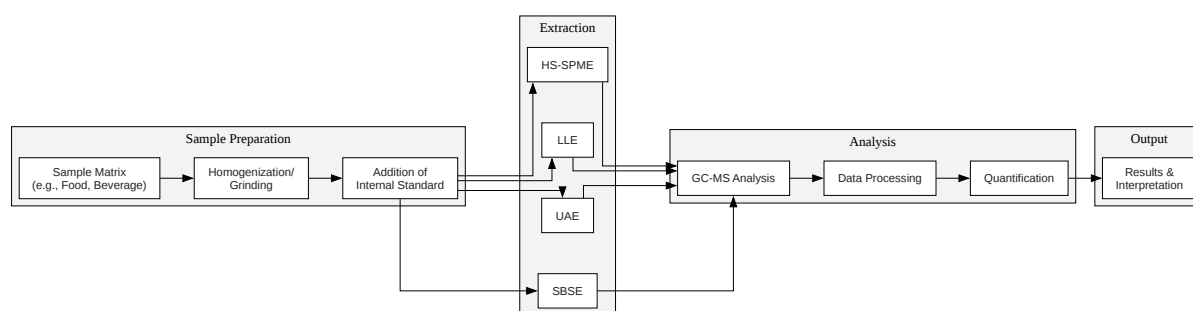 Extraction
HS-SPME
LLE
UAE
SBSE
Sample Preparation
Sample Matrix
(e.g., Food, Beverage)
Homogenization/
Grinding
Addition of
Internal Standard
Analysis
GC-MS Analysis
Data Processing
Quantification
Output
Results &
Interpretation